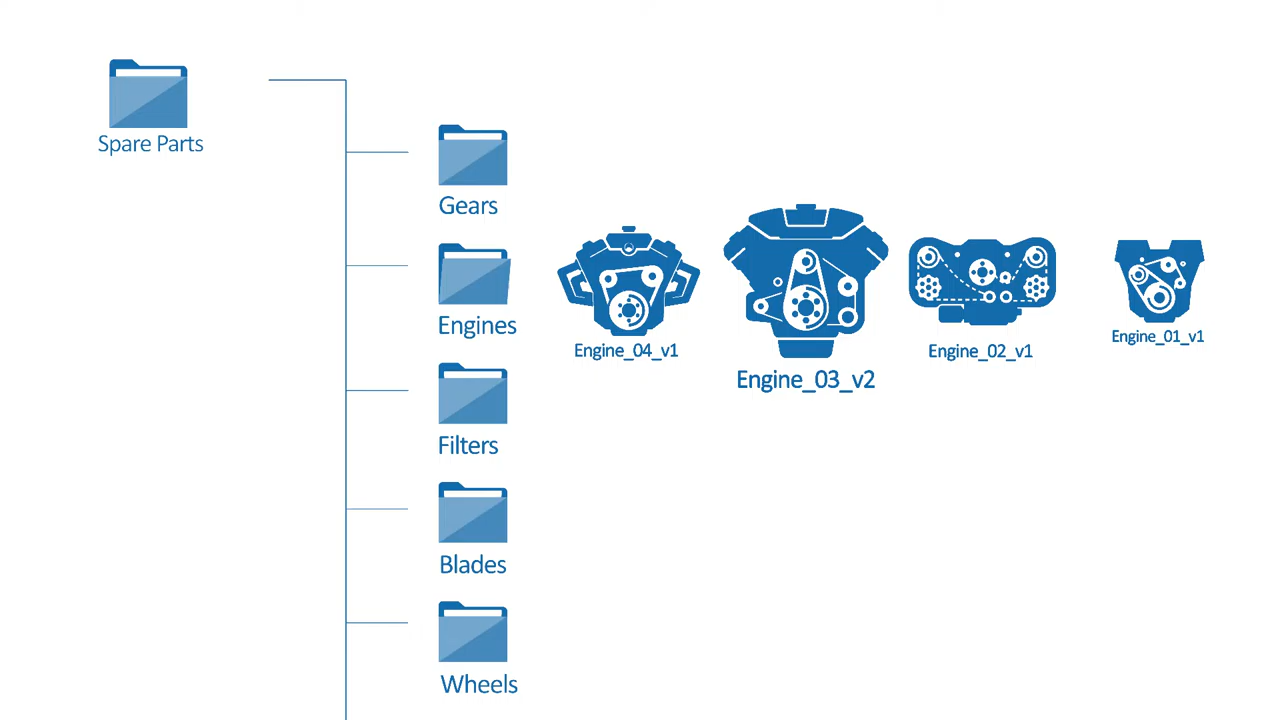 Spare Parts
Gears
Engines
Engine_04_v1
Engine_03_v2
Engine_02_v1
Engine_01_v1
Filters
Blades
Wheels